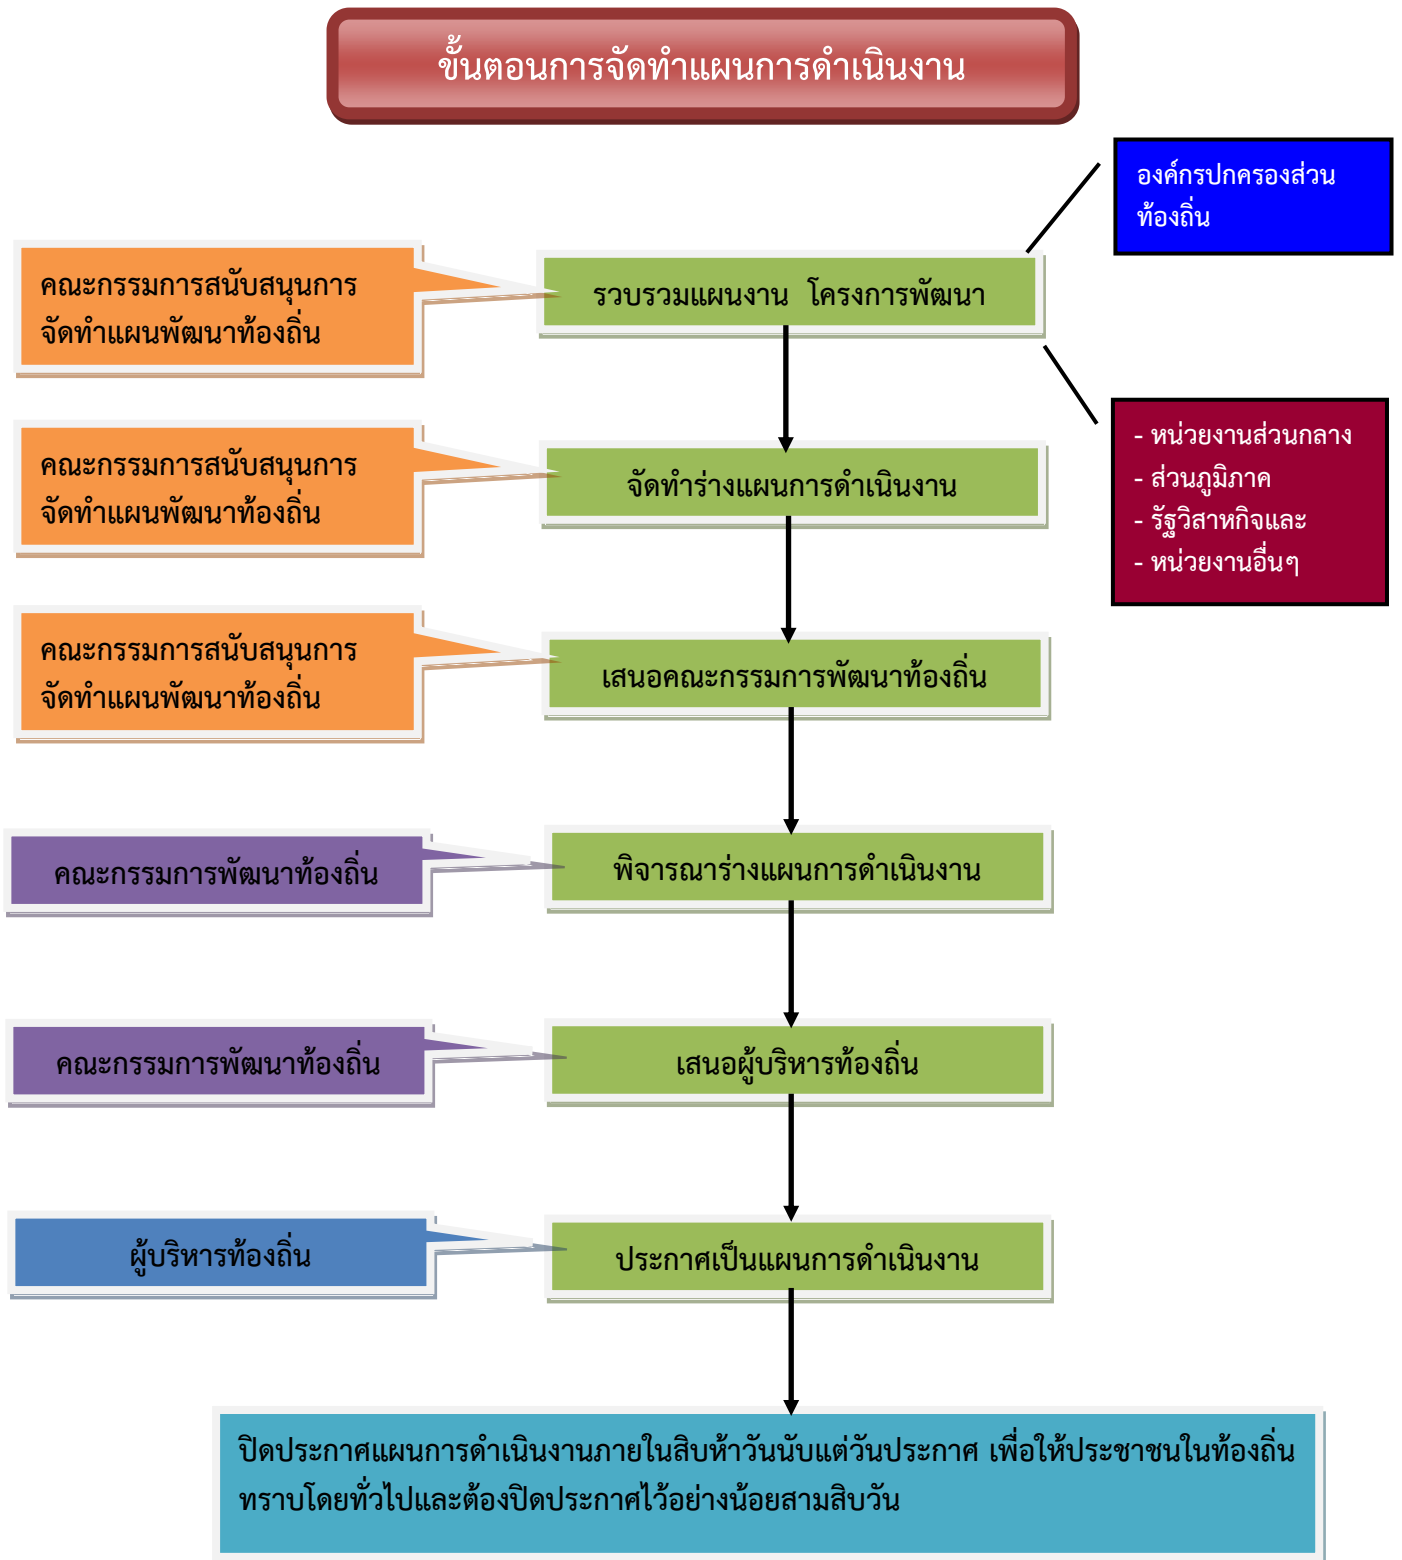 ขั้นตอนการจัดทำแผนการดำเนินงาน
องค์กรปกครองส่วน
ท้องถิ่น
คณะกรรมการสนับสนุนการ
จัดทำแผนพัฒนาท้องถิ่น
รวบรวมแผนงาน โครงการพัฒนา
- หน่วยงานส่วนกลาง
- ส่วนภูมิภาค
- รัฐวิสาหกิจและ
- หน่วยงานอื่นๆ
คณะกรรมการสนับสนุนการ
จัดทำแผนพัฒนาท้องถิ่น
จัดทำร่างแผนการดำเนินงาน
คณะกรรมการสนับสนุนการ
จัดทำแผนพัฒนาท้องถิ่น
เสนอคณะกรรมการพัฒนาท้องถิ่น
คณะกรรมการพัฒนาท้องถิ่น
พิจารณาร่างแผนการดำเนินงาน
คณะกรรมการพัฒนาท้องถิ่น
เสนอผู้บริหารท้องถิ่น
ผู้บริหารท้องถิ่น
ประกาศเป็นแผนการดำเนินงาน
ปิดประกาศแผนการดำเนินงานภายในสิบห้าวันนับแต่วันประกาศ เพื่อให้ประชาชนในท้องถิ่น
ทราบโดยทั่วไปและต้องปิดประกาศไว้อย่างน้อยสามสิบวัน